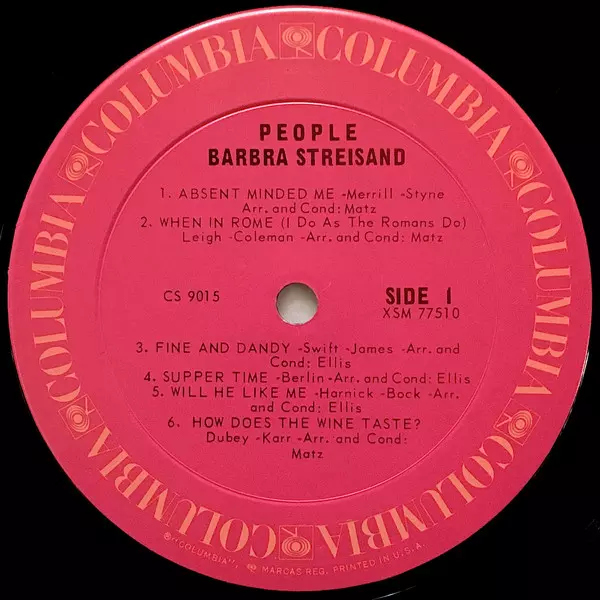 COLUMBIA COLUMBIA COLUMBIA COLUMBIA COLUMBIA COLUMBIA COLUMBIA COLUMBIA
PEOPLE
BARBRA STREISAND
1. ABSENT MINDED ME -Merrill -Styne
Arr. and Cond: Matz
2. WHEN IN ROME (I Do As The Romans Do)
Leigh -Coleman -Arr. and Cond: Matz
CS 9015
SIDE 1
XSM 77510
3. FINE AND DANDY -Swift -James -Arr. and
Cond: Ellis
4. SUPPER TIME -Berlin -Arr. and Cond: Ellis
5. WILL HE LIKE ME -Harnick -Bock -Arr.
and Cond: Ellis
6. HOW DOES THE WINE TASTE?
Dubey -Karr -Arr. and Cond:
Matz
® "COLUMBIA", MARCAS REG. PRINTED IN U.S.A.